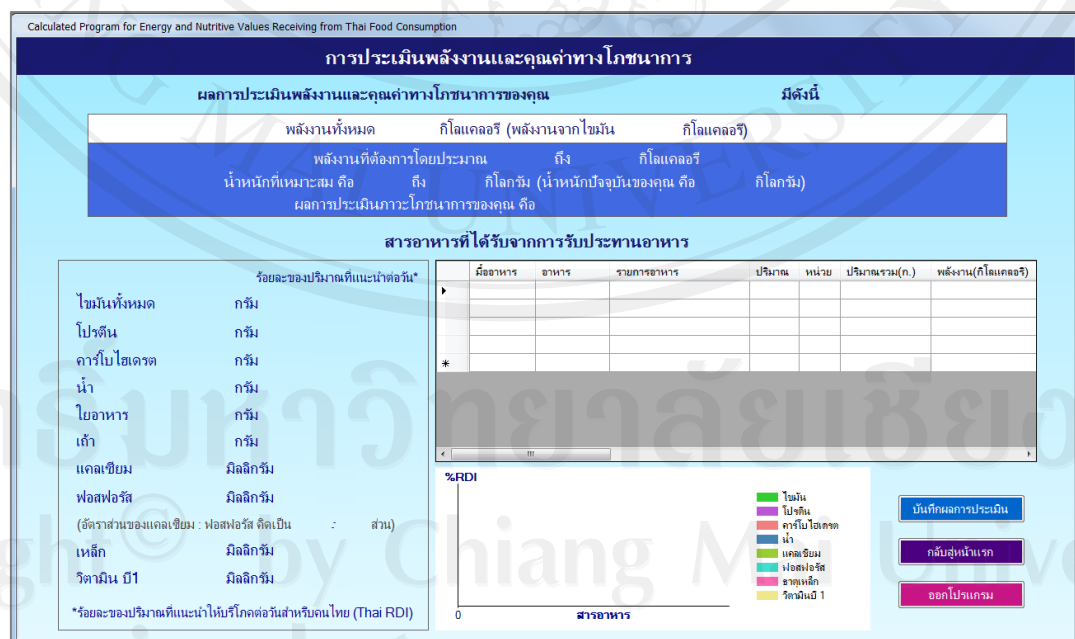 Calculated Program for Energy and Nutritive Values Receiving from Thai Food Consumption
การประเมินพลังงานและคุณค่าทางโภชนาการ
ผลการประเมินพลังงานและคุณค่าทางโภชนาการของคุณ มีดังนี้
พลังงานทั้งหมด กิโลแคลอรี (พลังงานจากไขมัน กิโลแคลอรี)
พลังงานที่ต้องการโดยประมาณ ถึง กิโลแคลอรี
น้ำหนักที่เหมาะสม คือ ถึง กิโลกรัม (น้ำหนักปัจจุบันของคุณ คือ กิโลกรัม)
ผลการประเมินภาวะโภชนาการของคุณ คือ
สารอาหารที่ได้รับจากการรับประทานอาหาร
ร้อยละของปริมาณที่แนะนำต่อวัน*
ไขมันทั้งหมด กรัม
โปรตีน กรัม
คาร์โบไฮเดรต กรัม
น้ำ กรัม
ใยอาหาร กรัม
เถ้า กรัม
แคลเซียม มิลลิกรัม
ฟอสฟอรัส มิลลิกรัม
(อัตราส่วนของแคลเซียม : ฟอสฟอรัส คิดเป็น : ส่วน)
เหล็ก มิลลิกรัม
วิตามิน บี1 มิลลิกรัม
*ร้อยละของปริมาณที่แนะนำให้บริโภคต่อวันสำหรับคนไทย (Thai RDI)
มื้ออาหาร อาหาร รายการอาหาร ปริมาณ หน่วย ปริมาณรวม(ก.) พลังงาน(กิโลแคลอรี)
%RDI
0
สารอาหาร
ไขมัน
โปรตีน
คาร์โบไฮเดรต
น้ำ
แคลเซียม
ฟอสฟอรัส
ธาตุเหล็ก
วิตามินบี 1
บันทึกผลการประเมิน
กลับสู่หน้าแรก
ออกโปรแกรม